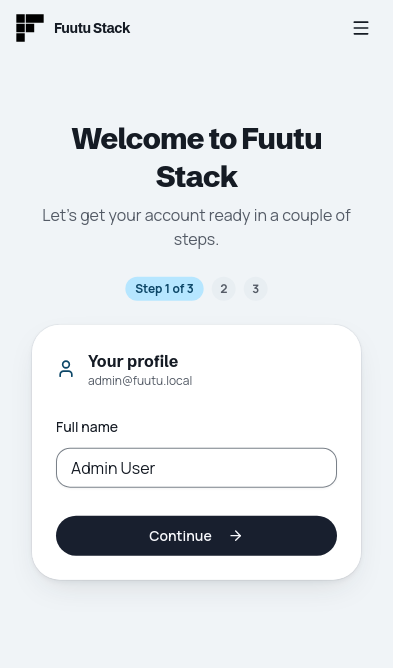 Fuutu Stack
Welcome to Fuutu
Stack
Let's get your account ready in a couple of
steps.
Step 1 of 3
2
3
Your profile
admin@fuutu.local
Full name
Admin User
Continue